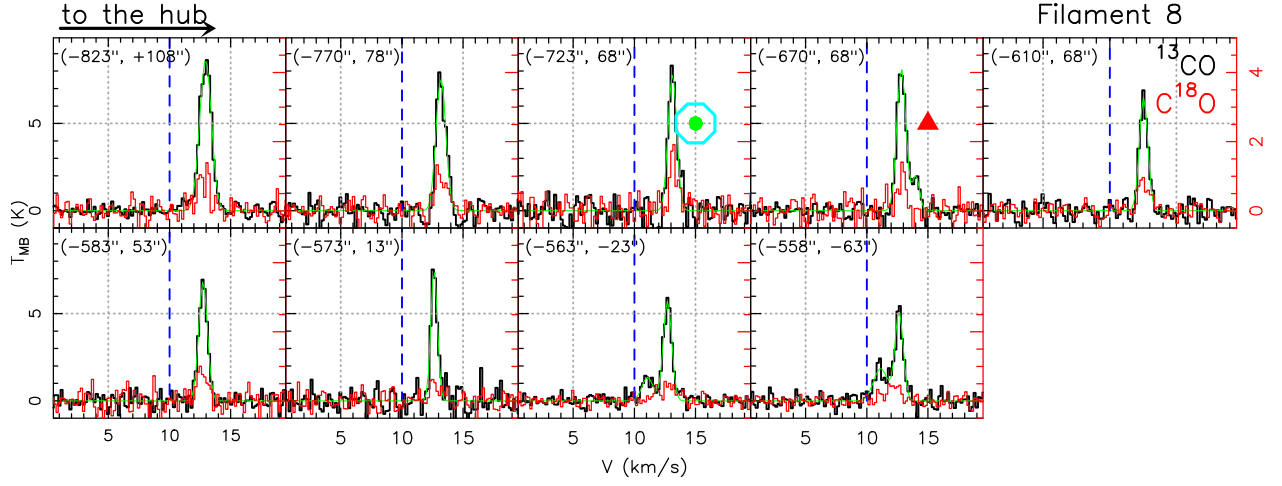 to the hub
Filament 8
(−823", +108")
(−770", 78")
(−723", 68")
(−670", 68")
(−610", 68")
¹³CO
C¹⁸O
5
0
4
2
0
(−583", 53")
(−573", 13")
(−563", −23")
(−558", −63")
T_MB (K)
5
0
5 10 15
5 10 15
5 10 15
5 10 15
V (km/s)